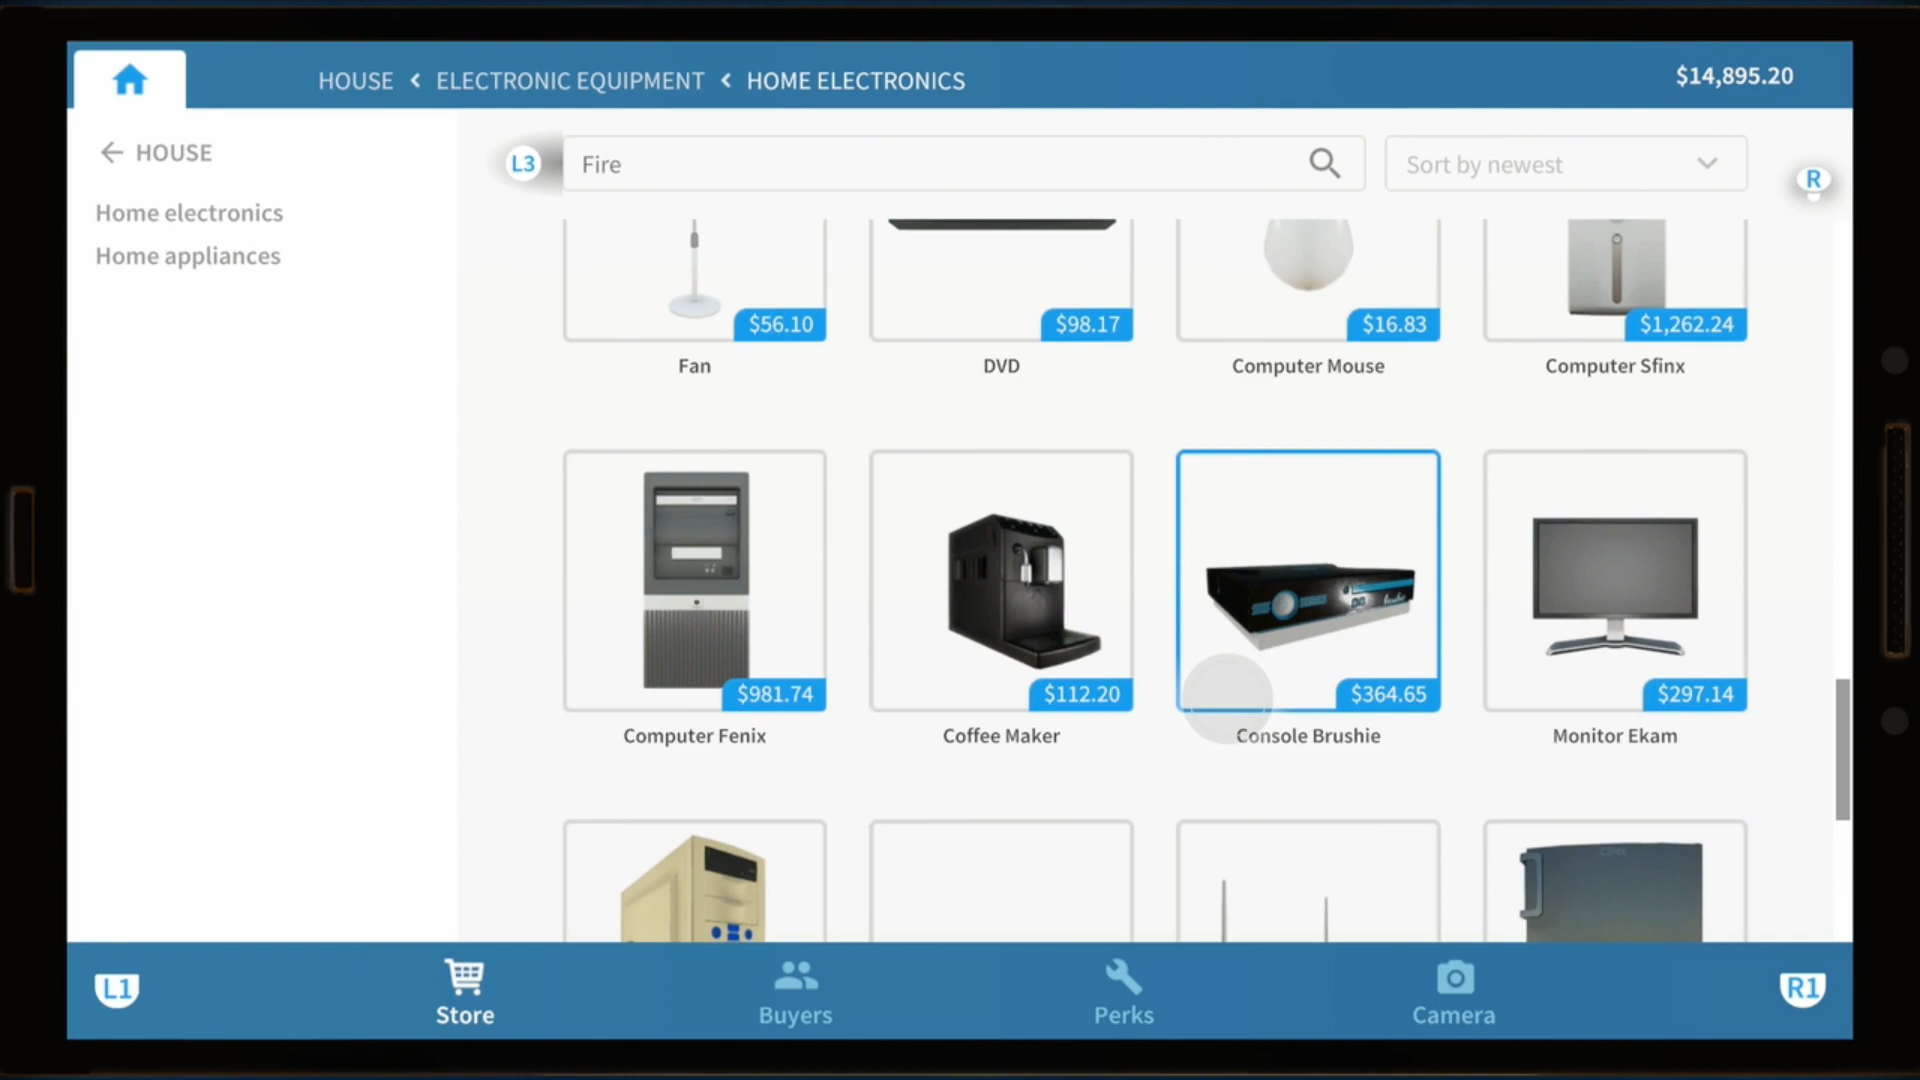 HOUSE < ELECTRONIC EQUIPMENT < HOME ELECTRONICS
$14,895.20
← HOUSE
Home electronics
Home appliances
L3
Fire
Sort by newest
R
$56.10
$98.17
$16.83
$1,262.24
Fan
DVD
Computer Mouse
Computer Sfinx
$981.74
$112.20
$364.65
$297.14
Computer Fenix
Coffee Maker
Console Brushie
Monitor Ekam
L1
Store
Buyers
Perks
Camera
R1